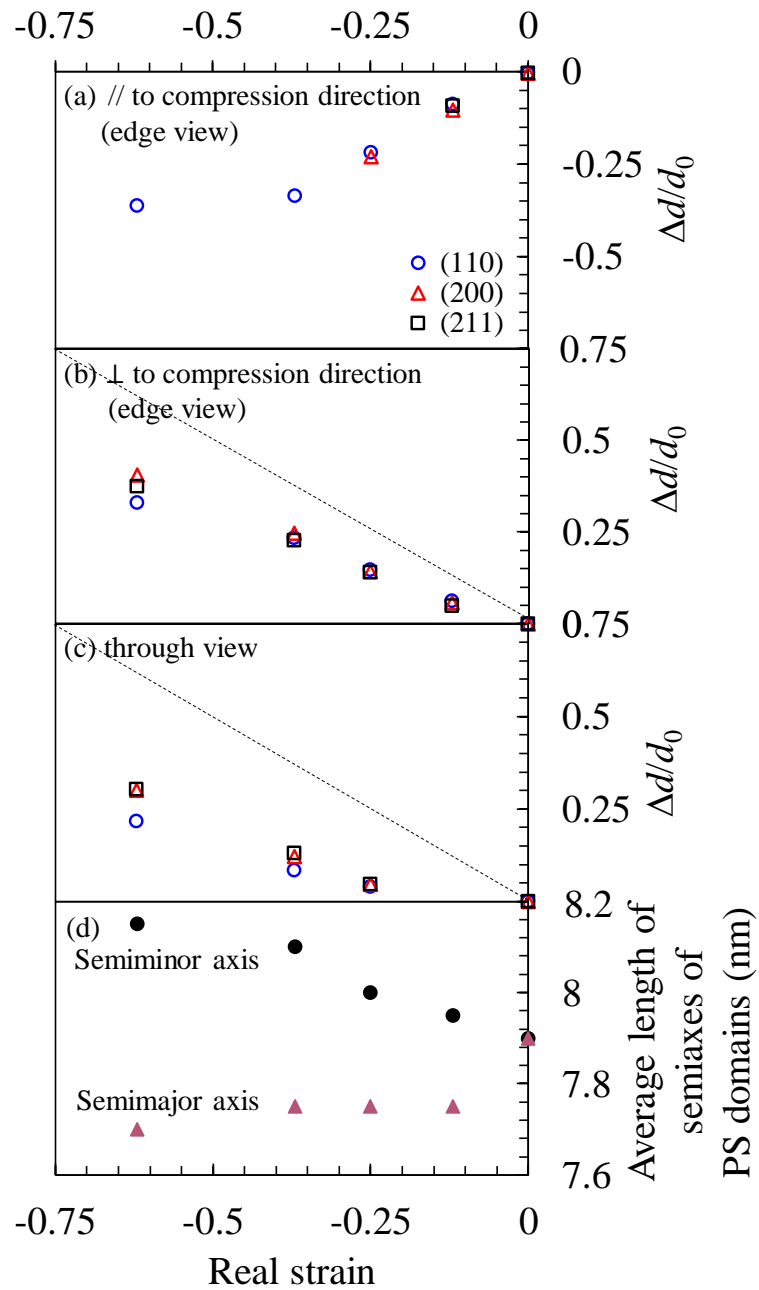 -0.75 -0.5 -0.25 0
(a) // to compression direction
(edge view)
0
-0.25
-0.5
Δd/d0
(110)
(200)
(211)
0.75
(b) ⊥ to compression direction
(edge view)
0.5
0.25
Δd/d0
0.75
(c) through view
0.5
0.25
Δd/d0
8.2
(d)
Semiminor axis
8
7.8
Semimajor axis
7.6
Average length of
semiaxes of
PS domains (nm)
-0.75 -0.5 -0.25 0
Real strain